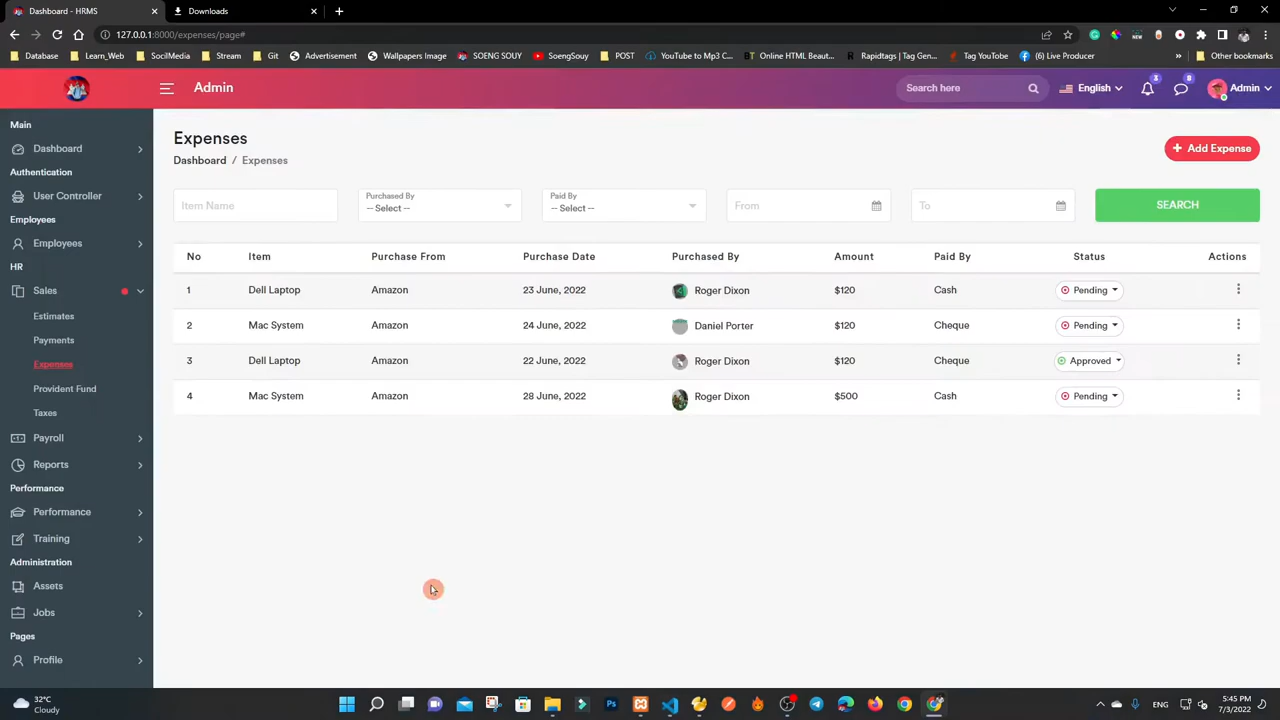 Dashboard - HRMS
Downloads
127.0.0.1:8000/expenses/page#
Database Learn_Web SocilMedia Stream Git Advertisement Wallpapers Image SOENG SOUY SoengSouy POST YouTube to Mp3 C... Online HTML Beaut... Rapidtags | Tag Gen... Tag YouTube (6) Live Producer » Other bookmarks
Admin
Search here
English
3
8
Admin
Main
Dashboard
Authentication
User Controller
Employees
Employees
HR
Sales
Estimates
Payments
Expenses
Provident Fund
Taxes
Payroll
Reports
Performance
Performance
Training
Administration
Assets
Jobs
Pages
Profile
Expenses
Dashboard / Expenses
+ Add Expense
Item Name
Purchased By
-- Select --
Paid By
-- Select --
From
To
SEARCH
No Item Purchase From Purchase Date Purchased By Amount Paid By Status Actions
1 Dell Laptop Amazon 23 June, 2022 Roger Dixon $120 Cash Pending
2 Mac System Amazon 24 June, 2022 Daniel Porter $120 Cheque Pending
3 Dell Laptop Amazon 22 June, 2022 Roger Dixon $120 Cheque Approved
4 Mac System Amazon 28 June, 2022 Roger Dixon $500 Cash Pending
32°C
Cloudy
ENG
5:45 PM
7/3/2022